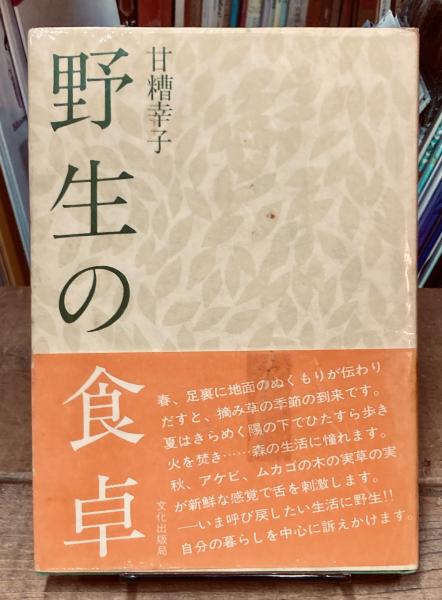 野生の食卓
甘糟幸子
春、足裏に地面のぬくもりが伝わり
だすと、摘み草の季節の到来です。
夏はきらめく陽の下でひたすら歩き
火を焚き……森の生活に憧れます。
秋、アケビ、ムカゴの木の実草の実
が新鮮な感覚で舌を刺激します。
──いま呼び戻したい生活に野生!!
自分の暮らしを中心に訴えかけます。
文化出版局